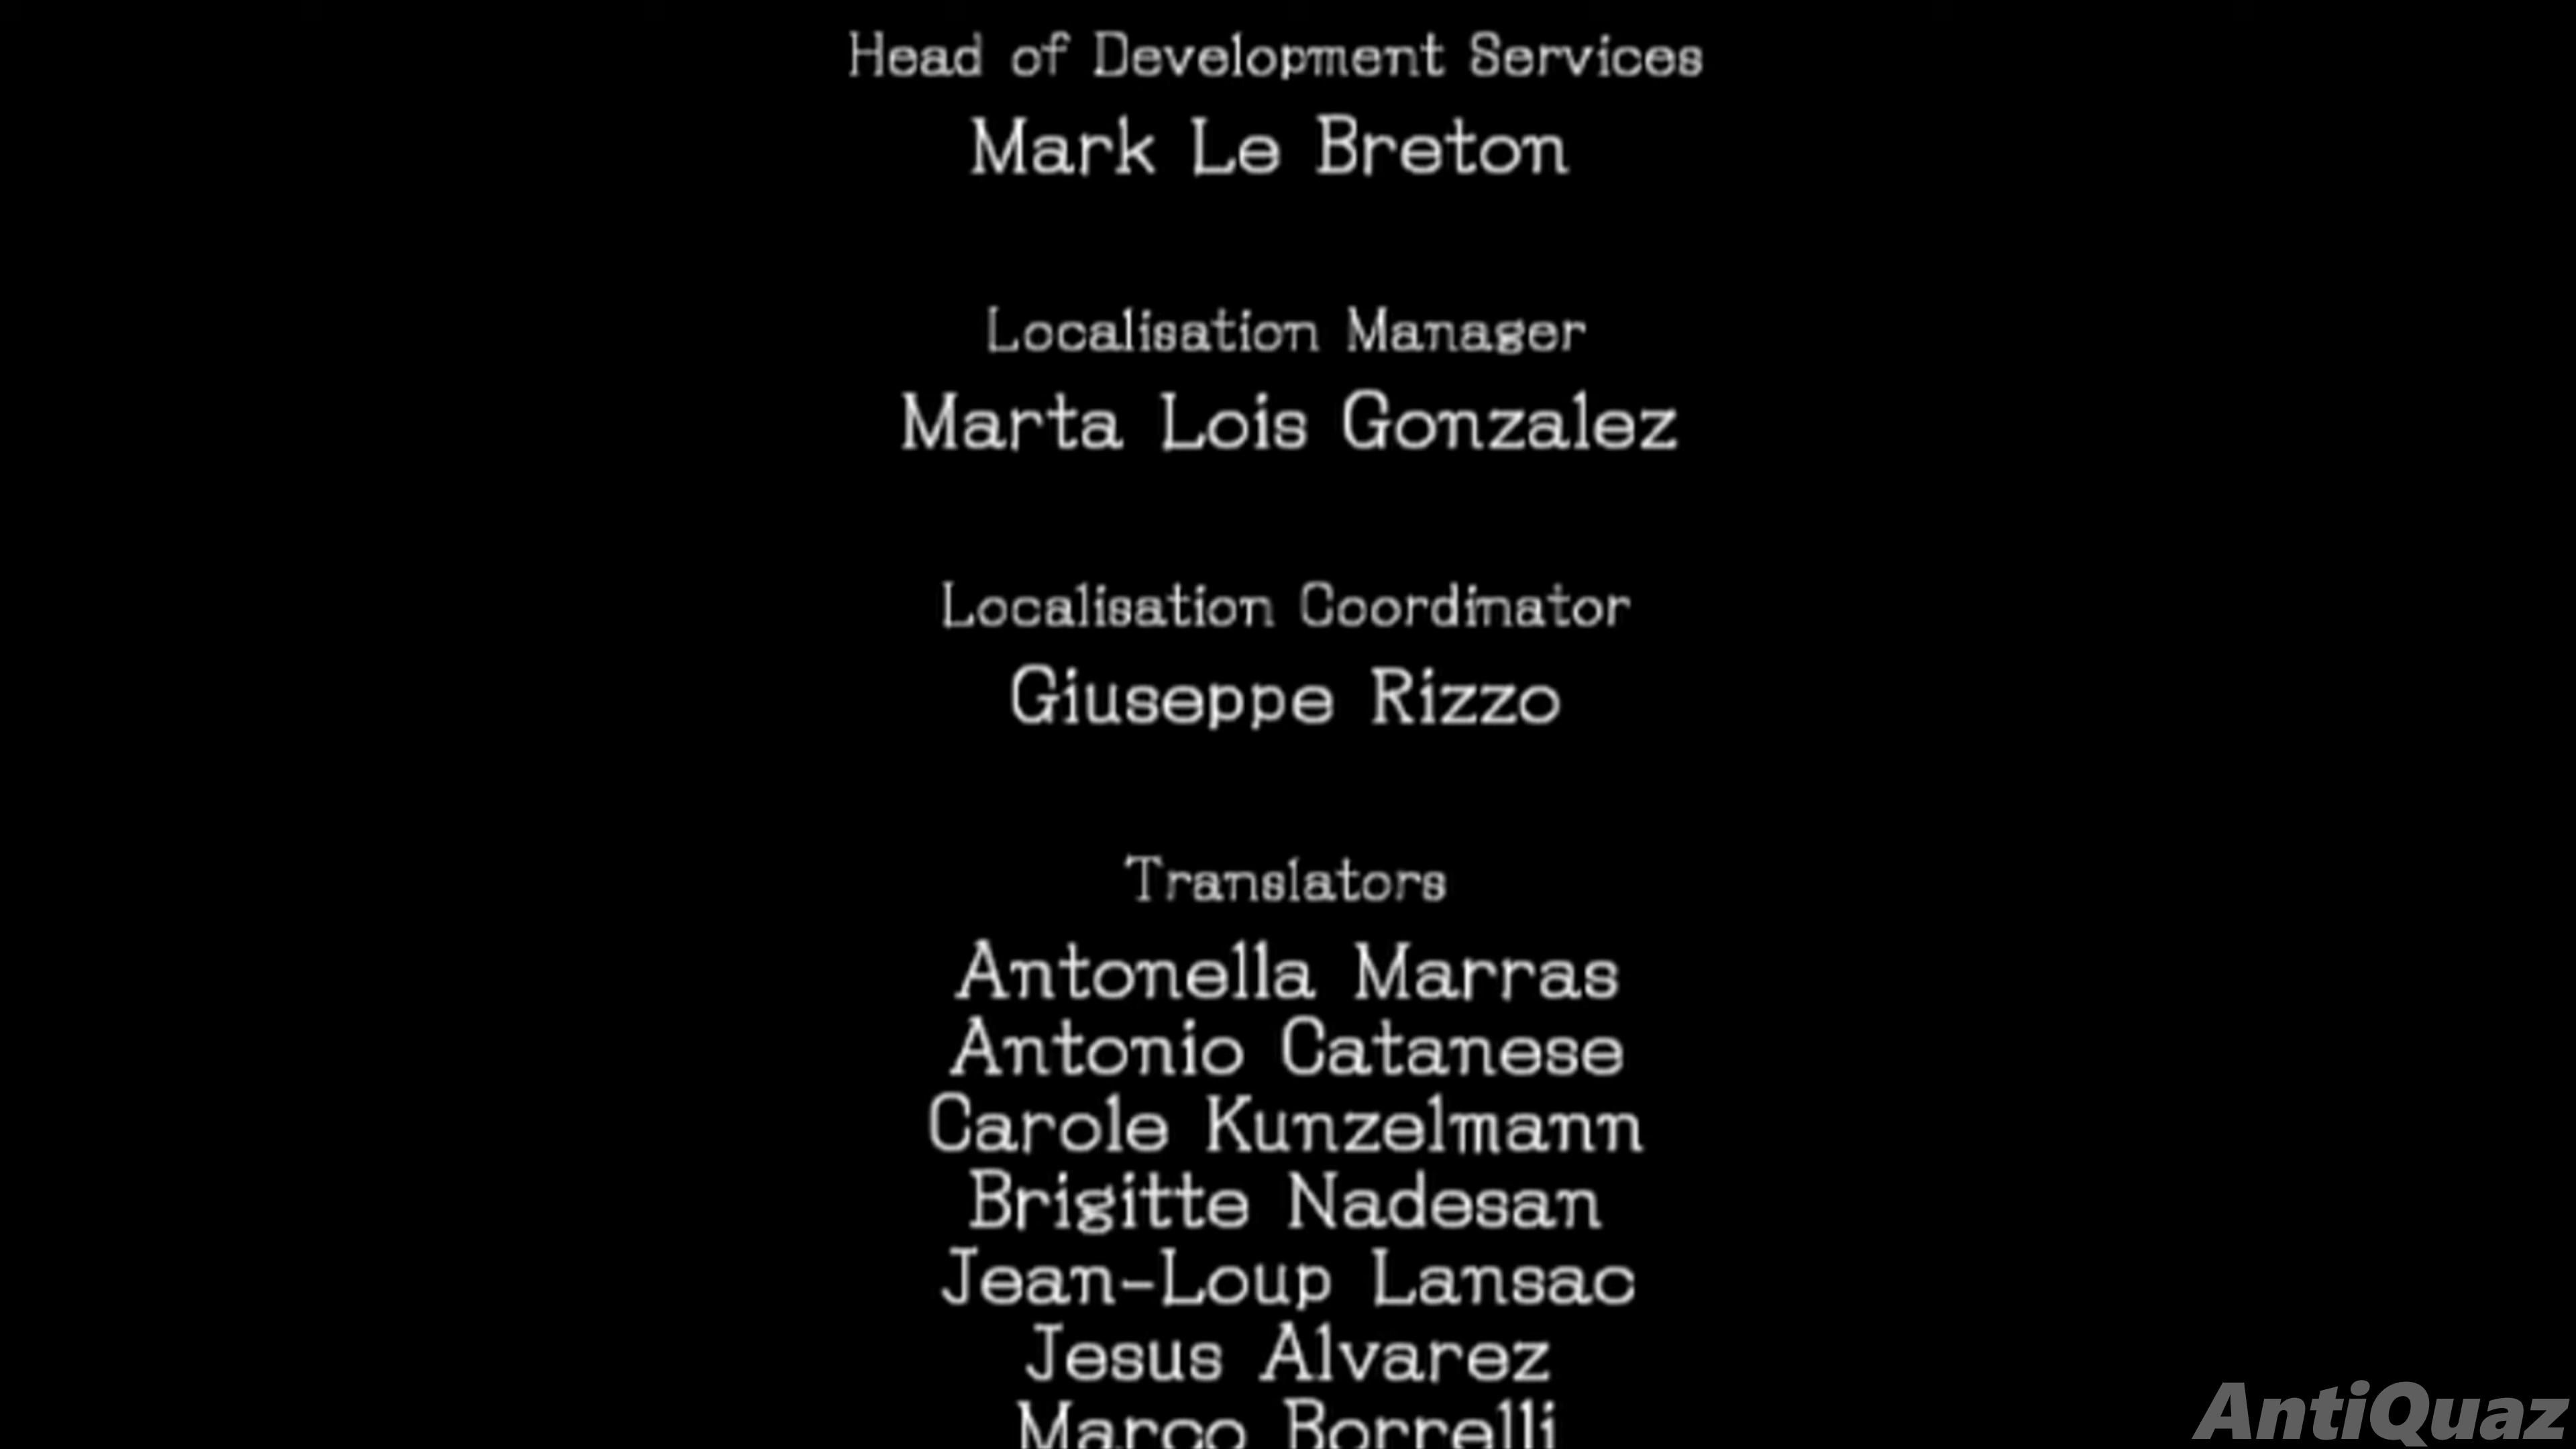 Head of Development Services
Mark Le Breton
Localisation Manager
Marta Lois Gonzalez
Localisation Coordinator
Giuseppe Rizzo
Translators
Antonella Marras
Antonio Catanese
Carole Kunzelmann
Brigitte Nadesan
Jean-Loup Lansac
Jesus Alvarez
Marco Borrelli
AntiQuaz